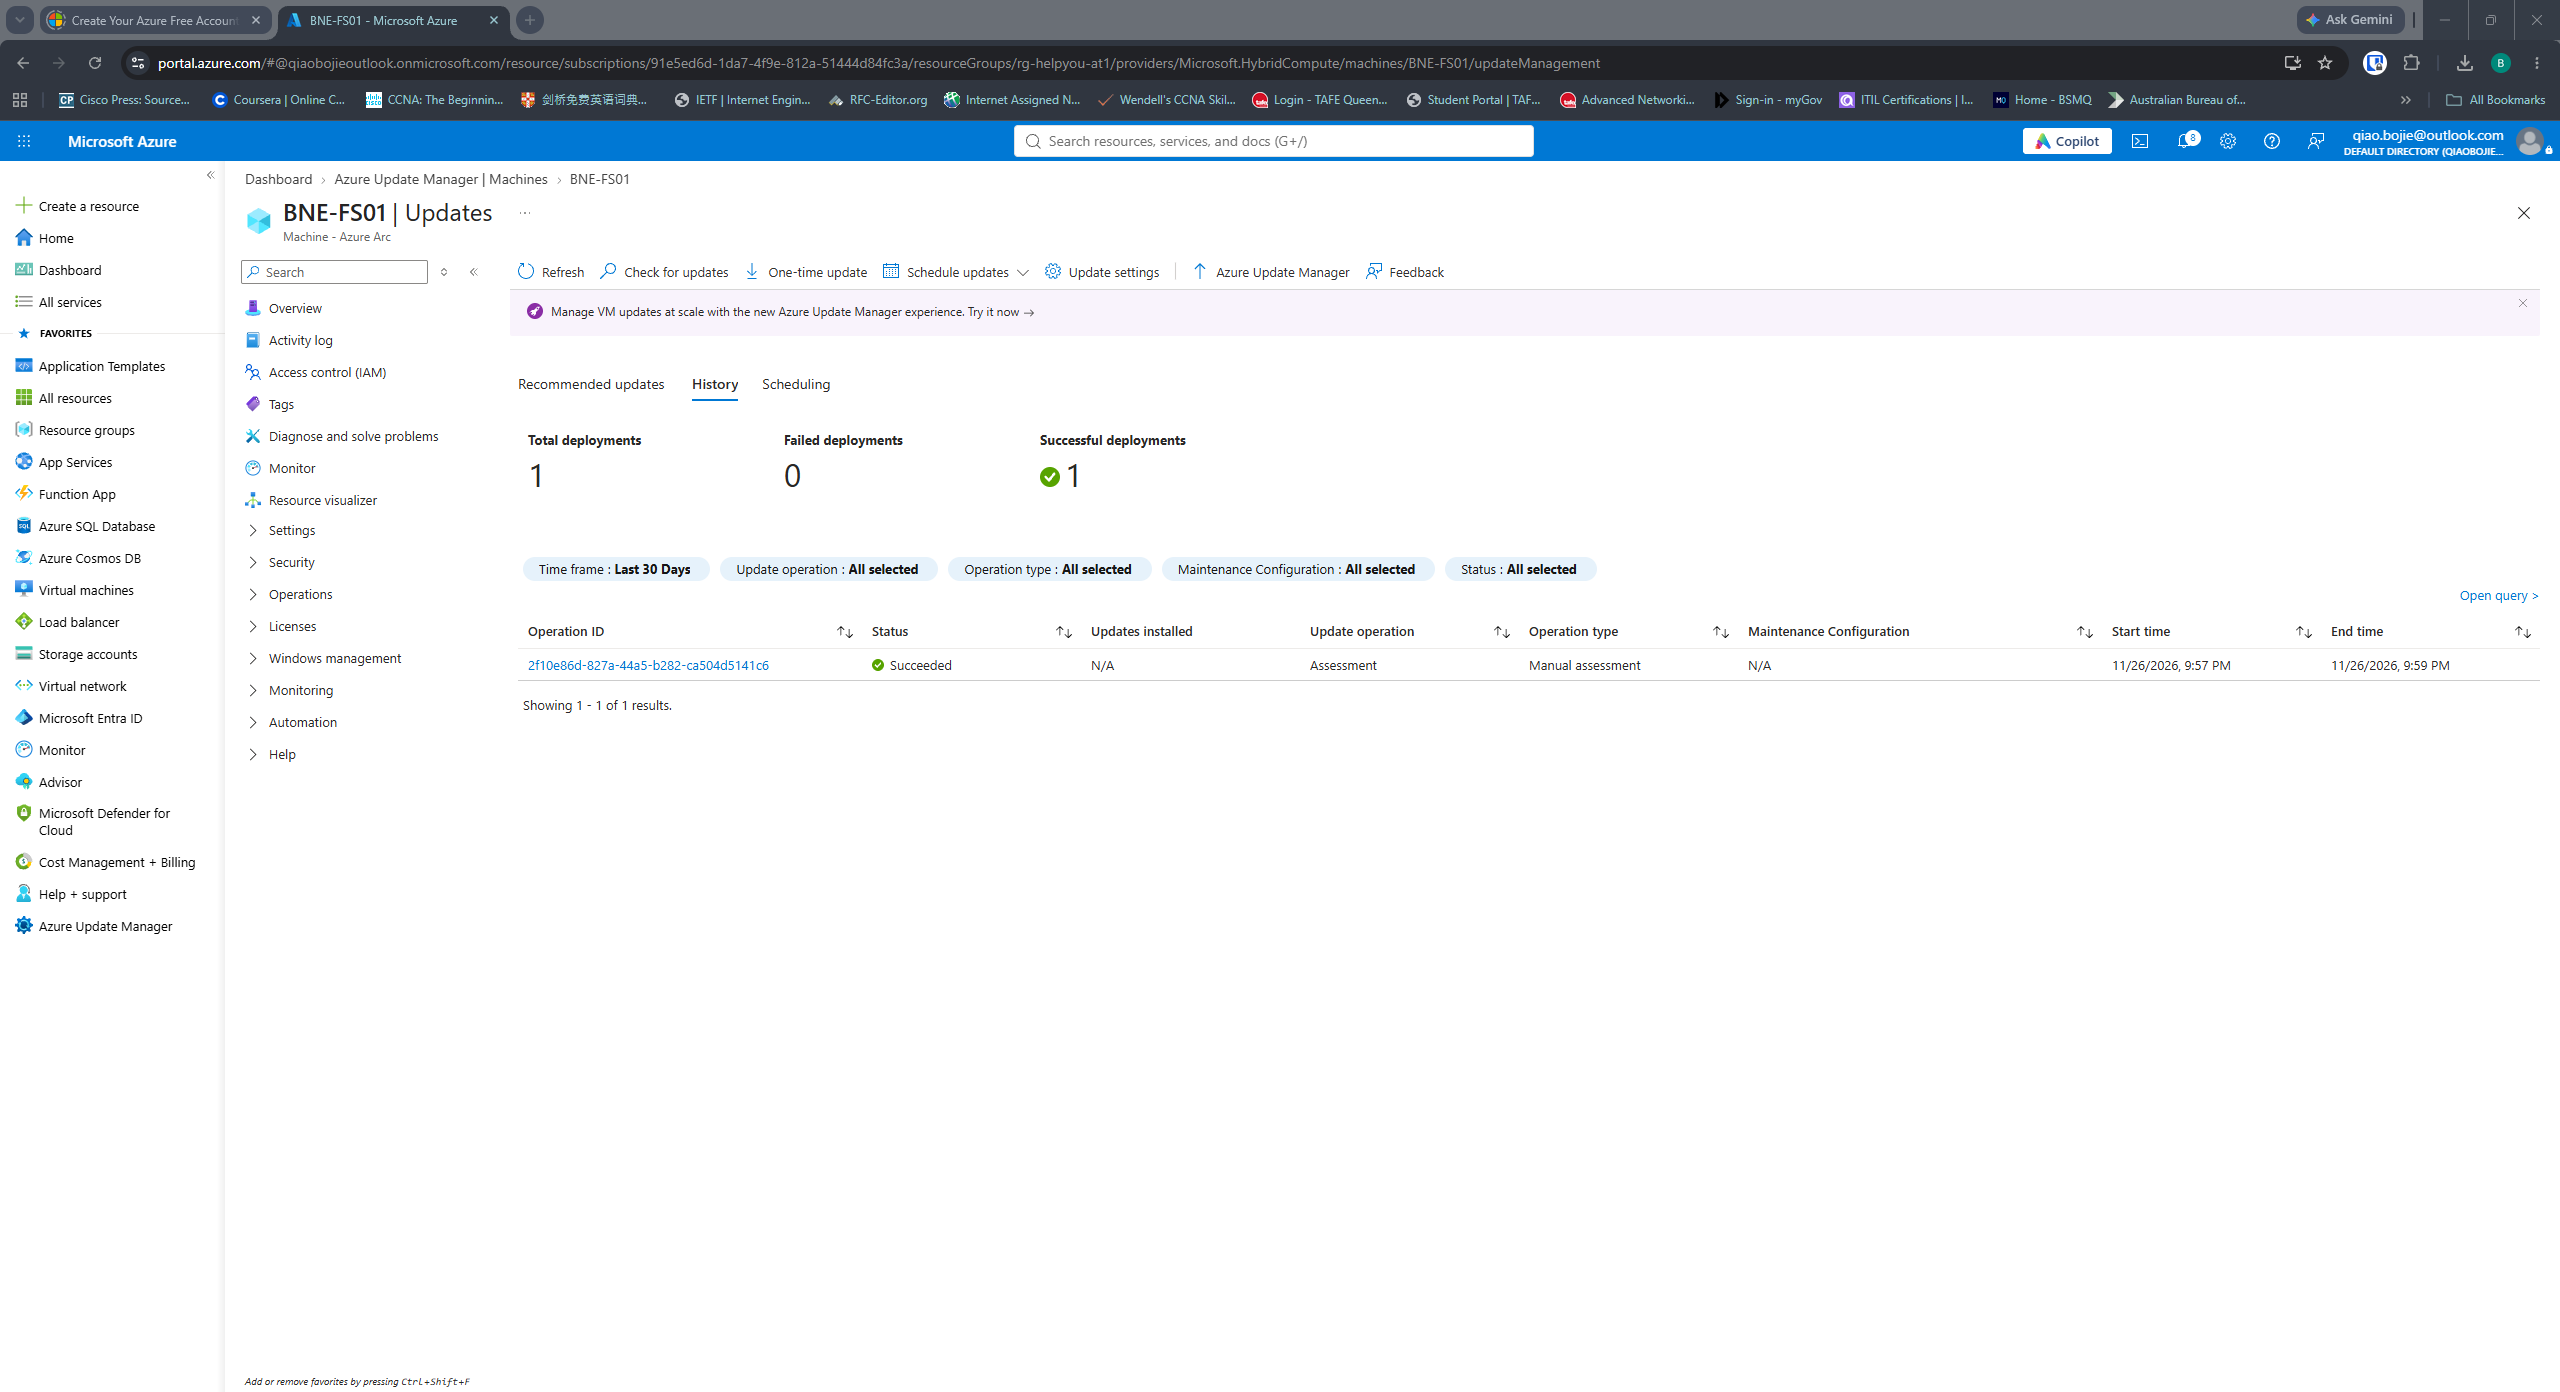 Create Your Azure Free Account
BNE-FS01 - Microsoft Azure
Ask Gemini
portal.azure.com/#@qiaobojieoutlook.onmicrosoft.com/resource/subscriptions/91e5ed6d-1da7-4f9e-812a-51444d84fc3a/resourceGroups/rg-helpyou-at1/providers/Microsoft.HybridCompute/machines/BNE-FS01/updateManagement
B
CP Cisco Press: Source...
Coursera | Online C...
CCNA: The Beginnin...
剑桥免费英语词典...
IETF | Internet Engin...
RFC-Editor.org
Internet Assigned N...
Wendell's CCNA Skil...
Login - TAFE Queen...
Student Portal | TAF...
Advanced Networki...
Sign-in - myGov
ITIL Certifications | I...
Home - BSMQ
Australian Bureau of...
All Bookmarks
Microsoft Azure
Search resources, services, and docs (G+/)
Copilot
8
qiao.bojie@outlook.com
DEFAULT DIRECTORY (QIAOBOJIE...
Create a resource
Home
Dashboard
All services
FAVORITES
Application Templates
All resources
Resource groups
App Services
Function App
Azure SQL Database
Azure Cosmos DB
Virtual machines
Load balancer
Storage accounts
Virtual network
Microsoft Entra ID
Monitor
Advisor
Microsoft Defender for
Cloud
Cost Management + Billing
Help + support
Azure Update Manager
Dashboard > Azure Update Manager | Machines > BNE-FS01
BNE-FS01 | Updates ...
Machine - Azure Arc
Search
Overview
Activity log
Access control (IAM)
Tags
Diagnose and solve problems
Monitor
Resource visualizer
Settings
Security
Operations
Licenses
Windows management
Monitoring
Automation
Help
Add or remove favorites by pressing Ctrl+Shift+F
Refresh
Check for updates
One-time update
Schedule updates
Update settings
Azure Update Manager
Feedback
Manage VM updates at scale with the new Azure Update Manager experience. Try it now →
Recommended updates History Scheduling
Total deployments Failed deployments Successful deployments
1 0 1
Time frame : Last 30 Days Update operation : All selected Operation type : All selected Maintenance Configuration : All selected Status : All selected
Open query >
Operation ID Status Updates installed Update operation Operation type Maintenance Configuration Start time End time
2f10e86d-827a-44a5-b282-ca504d5141c6 Succeeded N/A Assessment Manual assessment N/A 11/26/2026, 9:57 PM 11/26/2026, 9:59 PM
Showing 1 - 1 of 1 results.